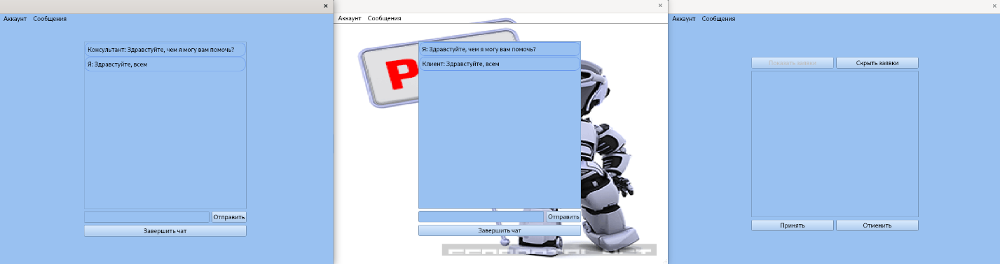 Аккаунт Сообщения
Консультант: Здравстуйте, чем я могу вам помочь?
Я: Здравстуйте, всем
Отправить
Завершить чат
Аккаунт Сообщения
Я: Здравстуйте, чем я могу вам помочь?
Клиент: Здравстуйте, всем
Отправить
Завершить чат
Аккаунт Сообщения
Показать заявки Скрыть заявки
Принять Отменить